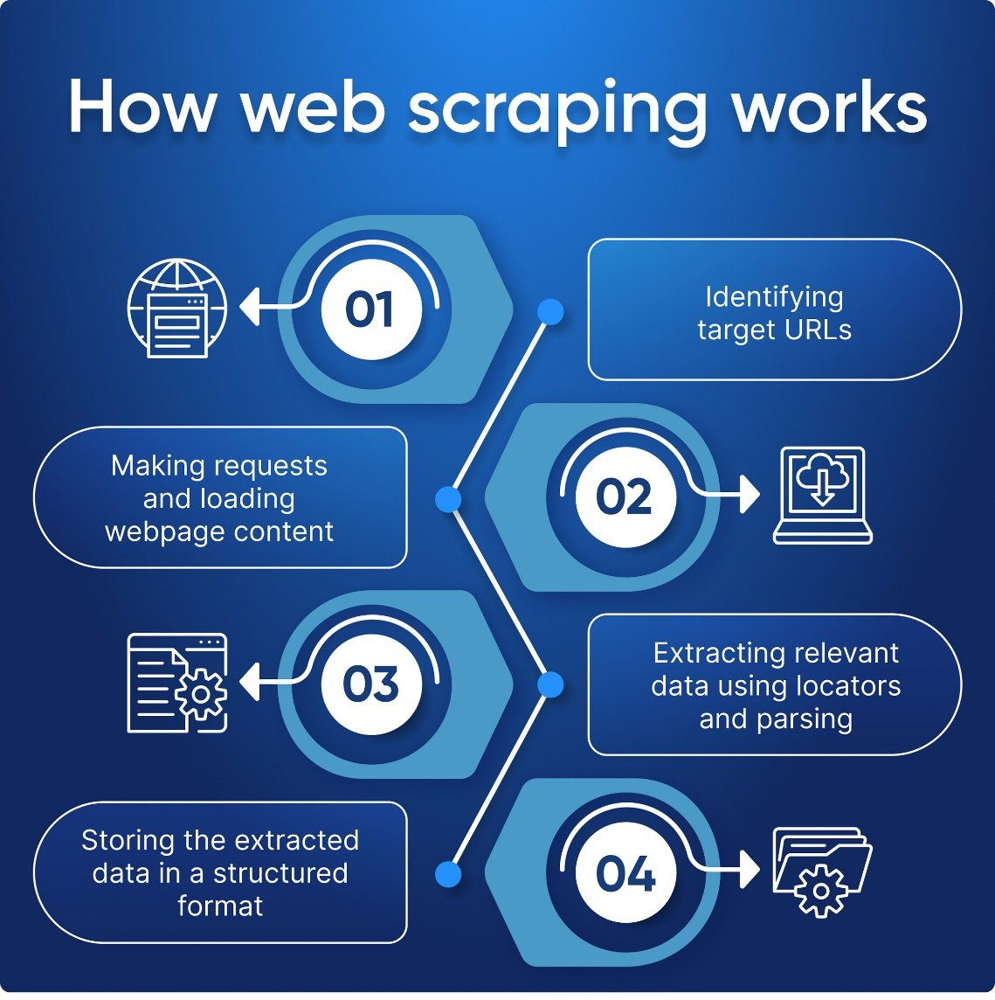 How web scraping works
01
Identifying
target URLs
Making requests
and loading
webpage content
02
03
Extracting relevant
data using locators
and parsing
Storing the extracted
data in a structured
format
04